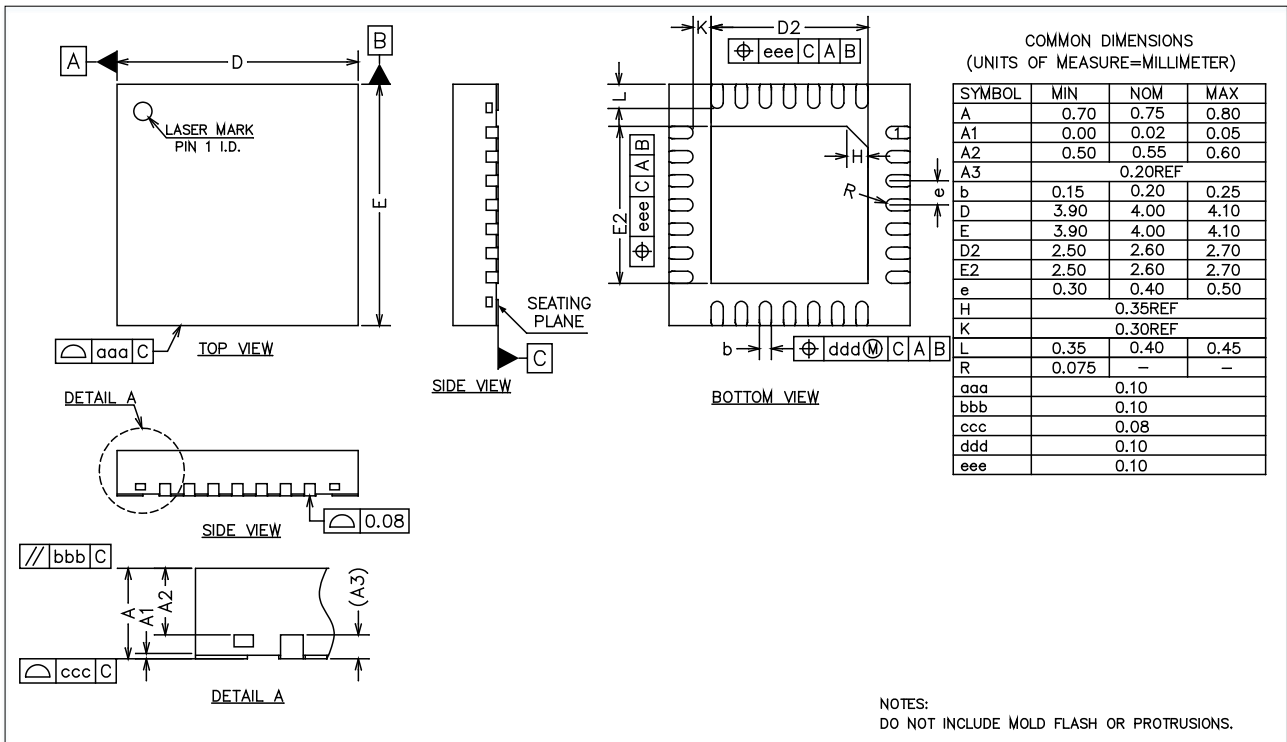 A
D
B
LASER MARK
PIN 1 I.D.
E
aaa C
TOP VIEW
SEATING
PLANE
C
SIDE VIEW
K
D2
eee C A B
L
1
H
e
R
E2
eee C A B
b
ddd Ⓜ C A B
BOTTOM VIEW
COMMON DIMENSIONS
(UNITS OF MEASURE=MILLIMETER)
SYMBOL MIN NOM MAX
A 0.70 0.75 0.80
A1 0.00 0.02 0.05
A2 0.50 0.55 0.60
A3 0.20REF
b 0.15 0.20 0.25
D 3.90 4.00 4.10
E 3.90 4.00 4.10
D2 2.50 2.60 2.70
E2 2.50 2.60 2.70
e 0.30 0.40 0.50
H 0.35REF
K 0.30REF
L 0.35 0.40 0.45
R 0.075 – –
aaa 0.10
bbb 0.10
ccc 0.08
ddd 0.10
eee 0.10
DETAIL A
SIDE VIEW
0.08
// bbb C
A
A1
A2
(A3)
ccc C
DETAIL A
NOTES:
DO NOT INCLUDE MOLD FLASH OR PROTRUSIONS.